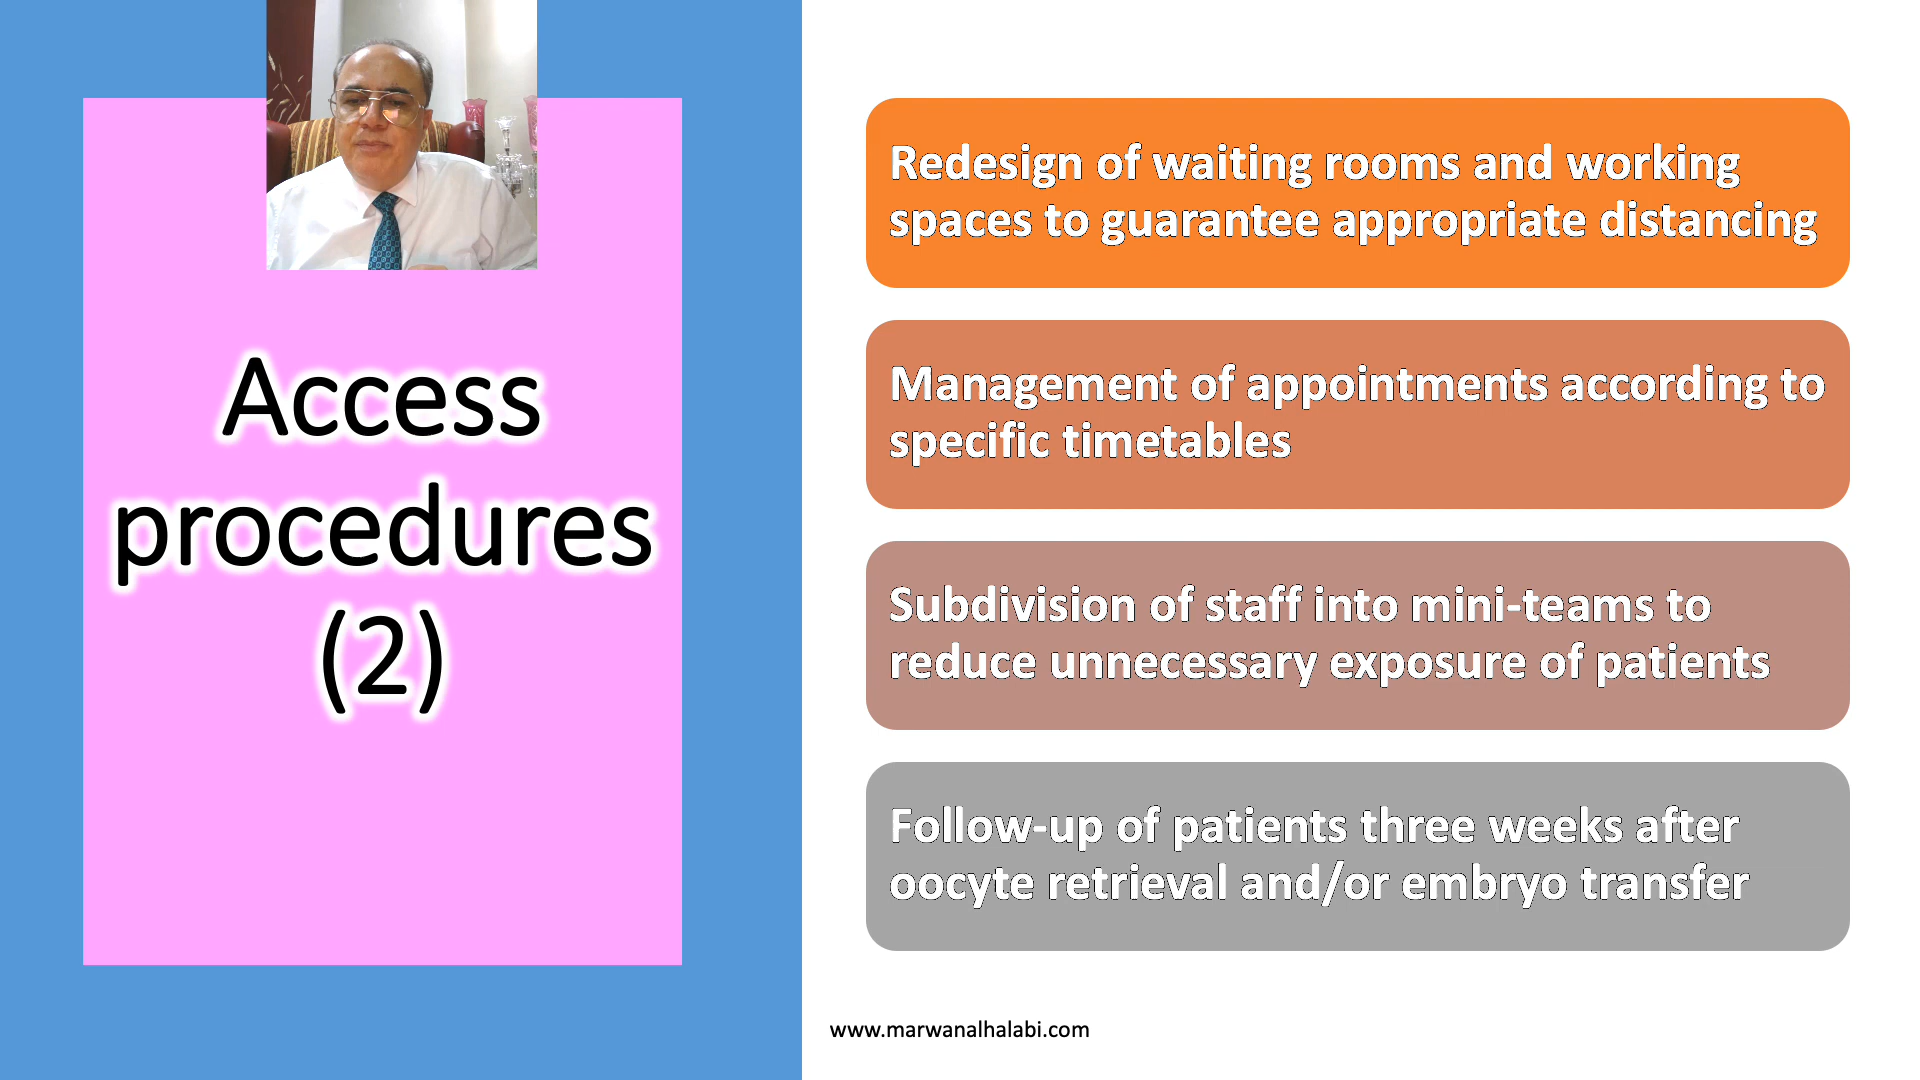 Access
procedures
(2)
Redesign of waiting rooms and working
spaces to guarantee appropriate distancing
Management of appointments according to
specific timetables
Subdivision of staff into mini-teams to
reduce unnecessary exposure of patients
Follow-up of patients three weeks after
oocyte retrieval and/or embryo transfer
www.marwanalhalabi.com